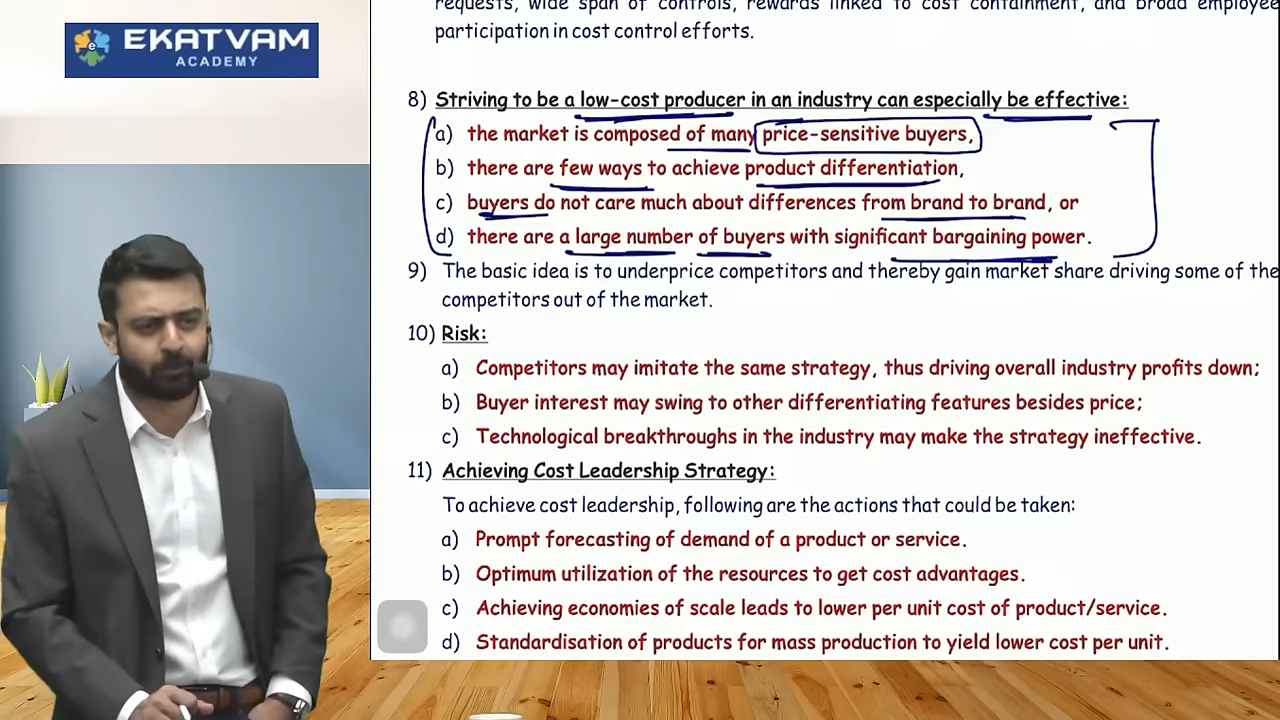 EKATVAM
ACADEMY
requests, wide span of controls, rewards linked to cost containment, and broad employee
participation in cost control efforts.
8) Striving to be a low-cost producer in an industry can especially be effective:
a) the market is composed of many price-sensitive buyers,
b) there are few ways to achieve product differentiation,
c) buyers do not care much about differences from brand to brand, or
d) there are a large number of buyers with significant bargaining power.
9) The basic idea is to underprice competitors and thereby gain market share driving some of the
competitors out of the market.
10) Risk:
a) Competitors may imitate the same strategy, thus driving overall industry profits down;
b) Buyer interest may swing to other differentiating features besides price;
c) Technological breakthroughs in the industry may make the strategy ineffective.
11) Achieving Cost Leadership Strategy:
To achieve cost leadership, following are the actions that could be taken:
a) Prompt forecasting of demand of a product or service.
b) Optimum utilization of the resources to get cost advantages.
c) Achieving economies of scale leads to lower per unit cost of product/service.
d) Standardisation of products for mass production to yield lower cost per unit.